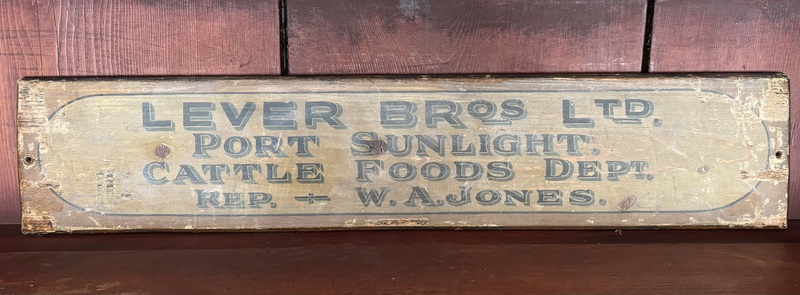 LEVER BROS LTD.
PORT SUNLIGHT.
CATTLE FOODS DEPT.
REP. — W. A. JONES.